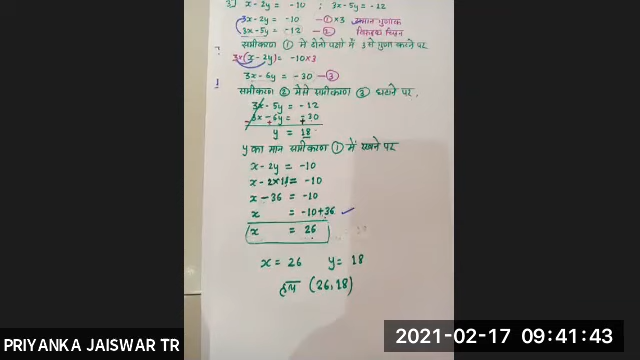 3) x - 2y = -10 ; 3x - 5y = -12
3x - 2y = -10 — ① ×3 समान गुणांक
3x - 5y = -12 — ② विरुद्ध चिन्ह
समीकरण ① में दोनों पक्षों में 3 से गुणा करने पर
3×(x - 2y) = -10×3
3x - 6y = -30 — ③
समीकरण ② में से समीकरण ③ घटाने पर,
3x - 5y = -12
3x - 6y = -30
- + +
y = 18
y का मान समीकरण ① में रखने पर
x - 2y = -10
x - 2×18 = -10
x - 36 = -10
x = -10+36
x = 26
x = 26 y = 18
हल (26,18)
PRIYANKA JAISWAR TR
2021-02-17 09:41:43